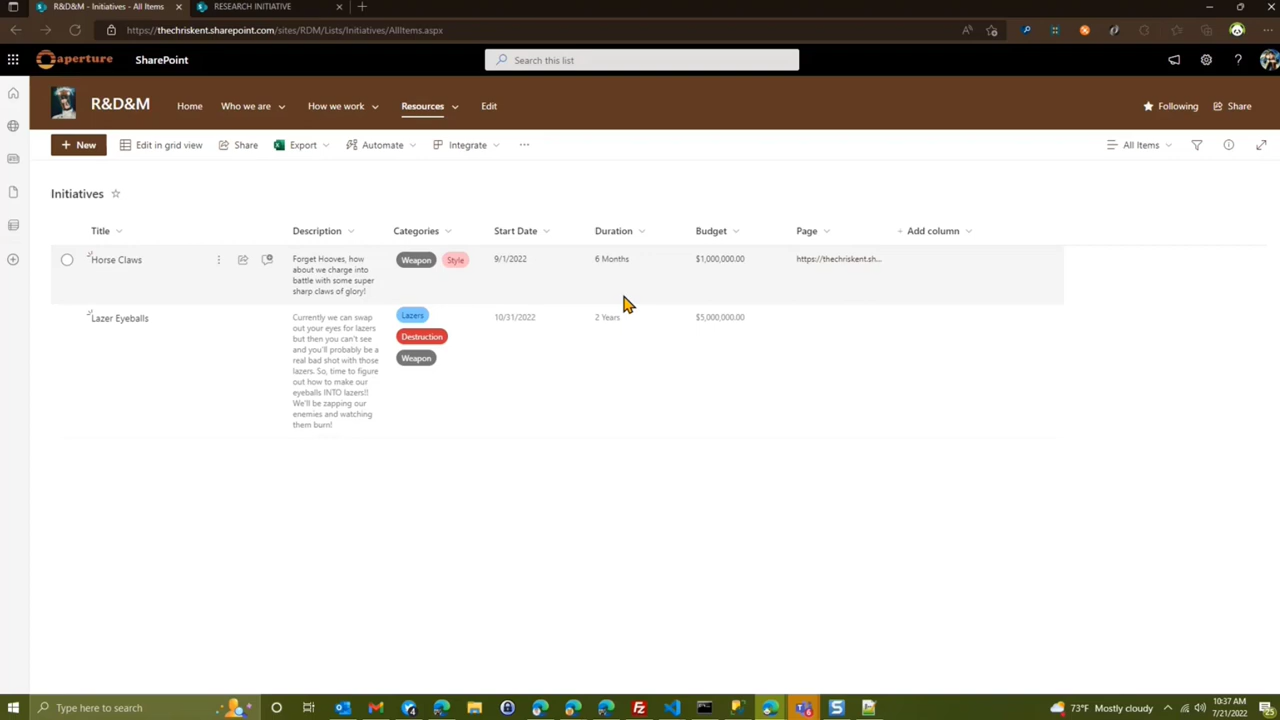 R&D&M - Initiatives - All Items
RESEARCH INITIATIVE
https://thechriskent.sharepoint.com/sites/RDM/Lists/Initiatives/AllItems.aspx
aperture
SharePoint
Search this list
R&D&M
Home
Who we are
How we work
Resources
Edit
Following
Share
New
Edit in grid view
Share
Export
Automate
Integrate
All Items
Initiatives
Title
Description
Categories
Start Date
Duration
Budget
Page
+ Add column
Horse Claws
Forget Hooves, how
about we charge into
battle with some super
sharp claws of glory!
Weapon
Style
9/1/2022
6 Months
$1,000,000.00
https://thechriskent.sh...
Lazer Eyeballs
Currently we can swap
out your eyes for lazers
but then you can't see
and you'll probably be a
real bad shot with those
lazers. So, time to figure
out how to make our
eyeballs INTO lazers!!
We'll be zapping our
enemies and watching
them burn!
Lazers
Destruction
Weapon
10/31/2022
2 Years
$5,000,000.00
Type here to search
73°F Mostly cloudy
10:37 AM
7/21/2022